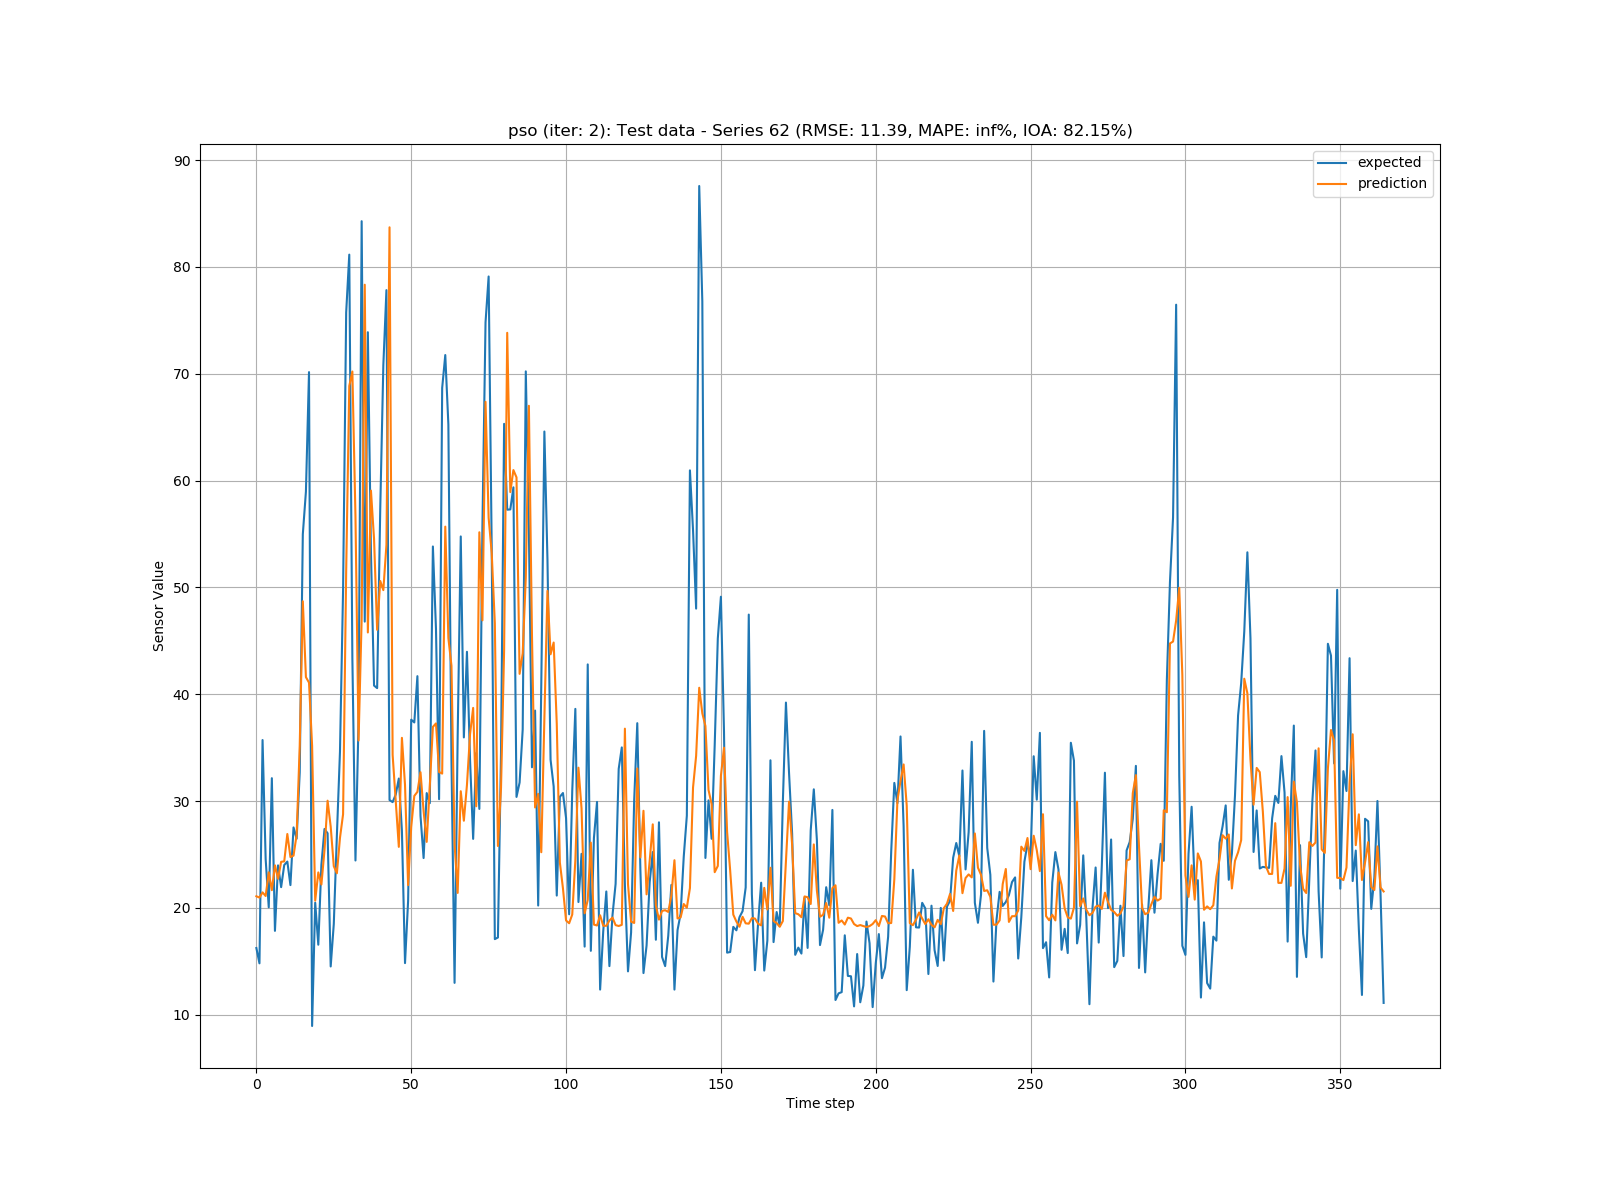 pso (iter: 2): Test data - Series 62 (RMSE: 11.39, MAPE: inf%, IOA: 82.15%)
expected
prediction
90
80
70
60
50
40
30
20
10
Sensor Value
0 50 100 150 200 250 300 350
Time step